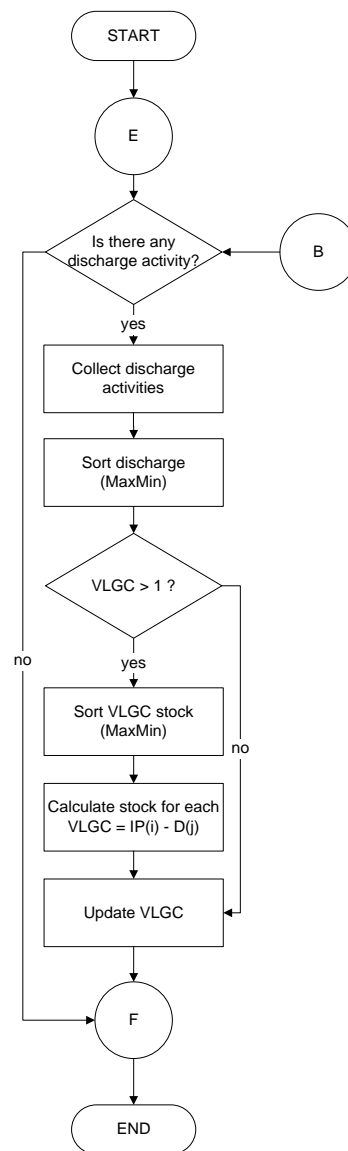 START
E
Is there any
discharge activity?
B
yes
Collect discharge
activities
Sort discharge
(MaxMin)
VLGC > 1 ?
no
yes
Sort VLGC stock
(MaxMin)
no
Calculate stock for each
VLGC = IP(i) - D(j)
Update VLGC
F
END